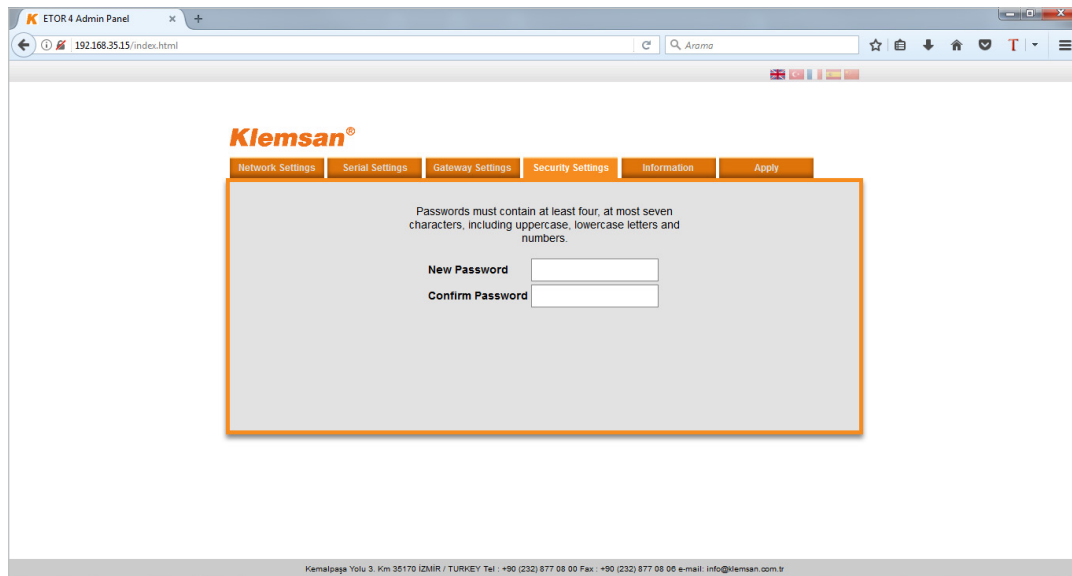 K ETOR 4 Admin Panel
192.168.35.15/index.html
Arama
Klemsan®
Network Settings
Serial Settings
Gateway Settings
Security Settings
Information
Apply
Passwords must contain at least four, at most seven
characters, including uppercase, lowercase letters and
numbers.
New Password
Confirm Password
Kemalpaşa Yolu 3. Km 35170 İZMİR / TURKEY Tel : +90 (232) 877 08 00 Fax : +90 (232) 877 08 06 e-mail: info@klemsan.com.tr